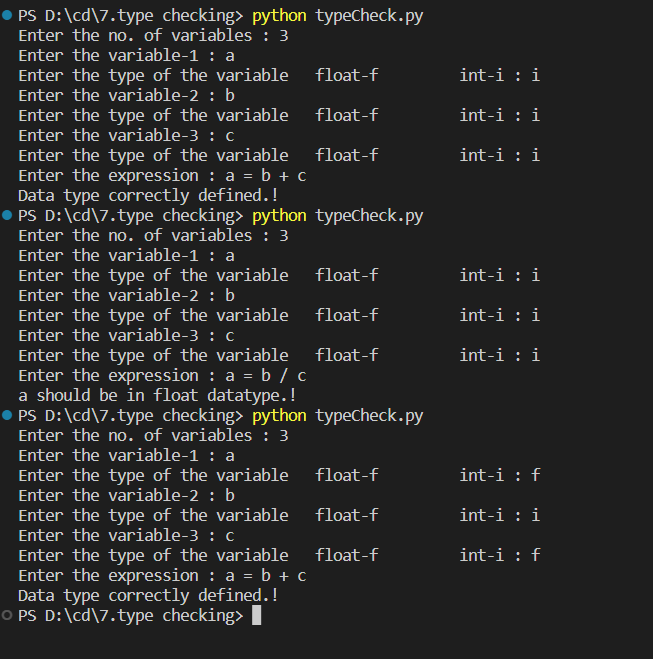 PS D:\cd\7.type checking> python typeCheck.py
Enter the no. of variables : 3
Enter the variable-1 : a
Enter the type of the variable   float-f         int-i : i
Enter the variable-2 : b
Enter the type of the variable   float-f         int-i : i
Enter the variable-3 : c
Enter the type of the variable   float-f         int-i : i
Enter the expression : a = b + c
Data type correctly defined.!
PS D:\cd\7.type checking> python typeCheck.py
Enter the no. of variables : 3
Enter the variable-1 : a
Enter the type of the variable   float-f         int-i : i
Enter the variable-2 : b
Enter the type of the variable   float-f         int-i : i
Enter the variable-3 : c
Enter the type of the variable   float-f         int-i : i
Enter the expression : a = b / c
a should be in float datatype.!
PS D:\cd\7.type checking> python typeCheck.py
Enter the no. of variables : 3
Enter the variable-1 : a
Enter the type of the variable   float-f         int-i : f
Enter the variable-2 : b
Enter the type of the variable   float-f         int-i : i
Enter the variable-3 : c
Enter the type of the variable   float-f         int-i : f
Enter the expression : a = b + c
Data type correctly defined.!
PS D:\cd\7.type checking>